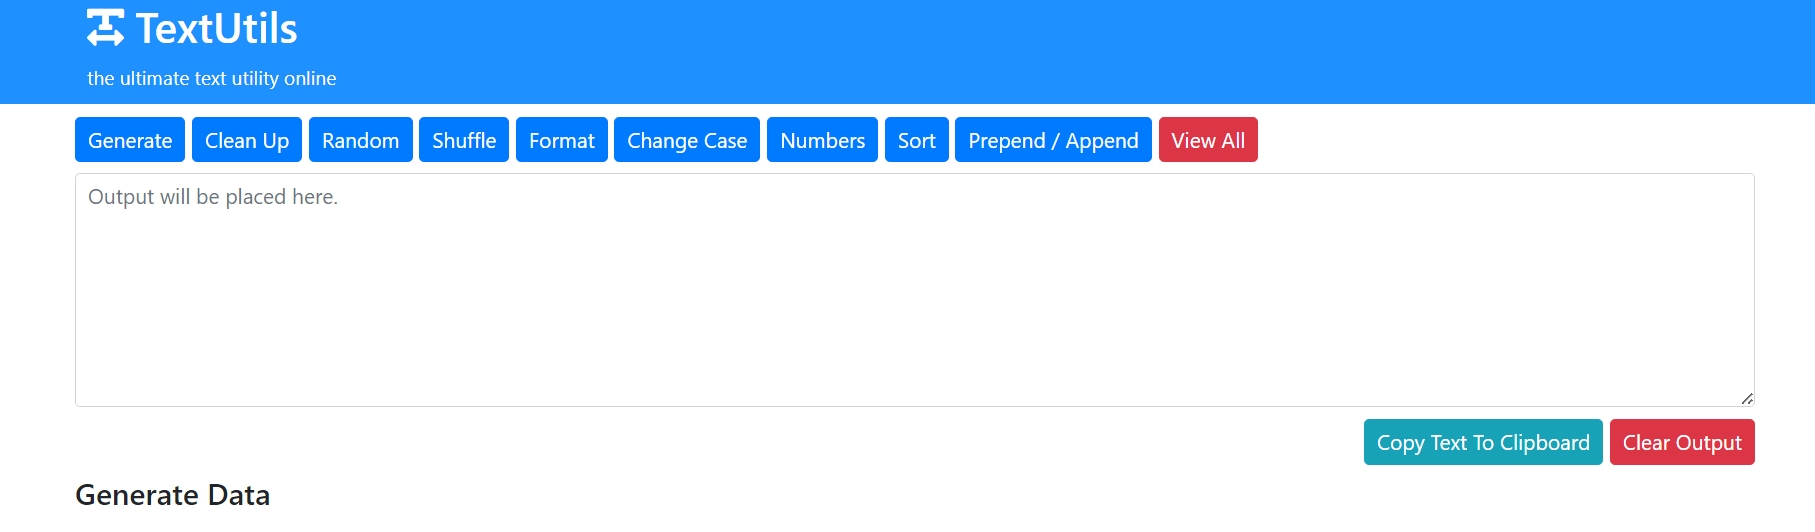 TextUtils
the ultimate text utility online
Generate Clean Up Random Shuffle Format Change Case Numbers Sort Prepend / Append View All
Output will be placed here.
Copy Text To Clipboard Clear Output
Generate Data